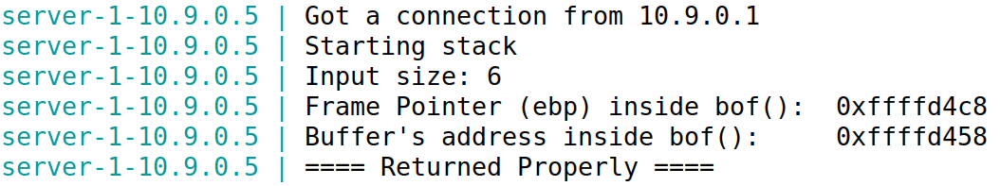 server-1-10.9.0.5 | Got a connection from 10.9.0.1
server-1-10.9.0.5 | Starting stack
server-1-10.9.0.5 | Input size: 6
server-1-10.9.0.5 | Frame Pointer (ebp) inside bof():  0xffffd4c8
server-1-10.9.0.5 | Buffer's address inside bof():     0xffffd458
server-1-10.9.0.5 | ==== Returned Properly ====